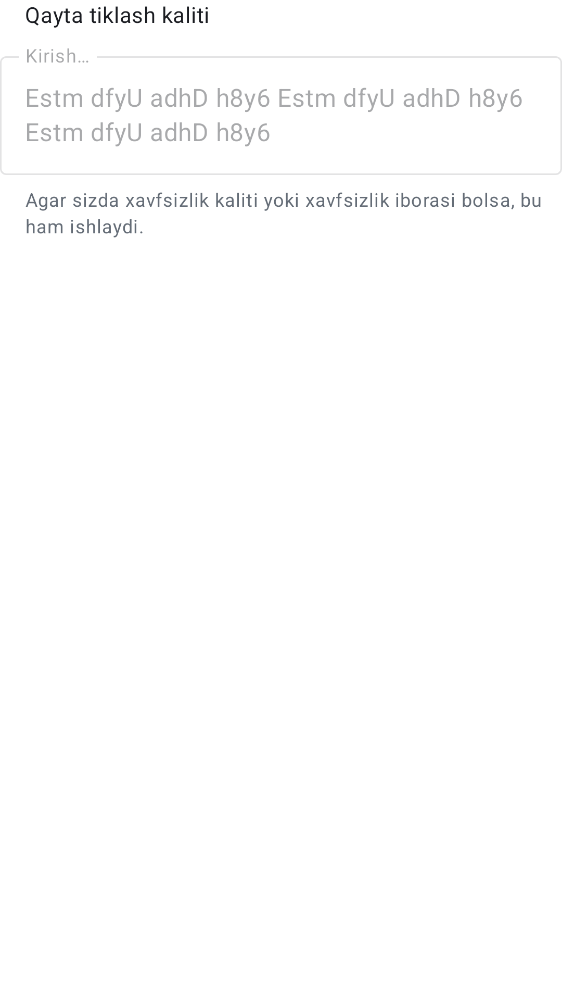 Qayta tiklash kaliti
Kirish…
Estm dfyU adhD h8y6 Estm dfyU adhD h8y6
Estm dfyU adhD h8y6
Agar sizda xavfsizlik kaliti yoki xavfsizlik iborasi bolsa, bu
ham ishlaydi.